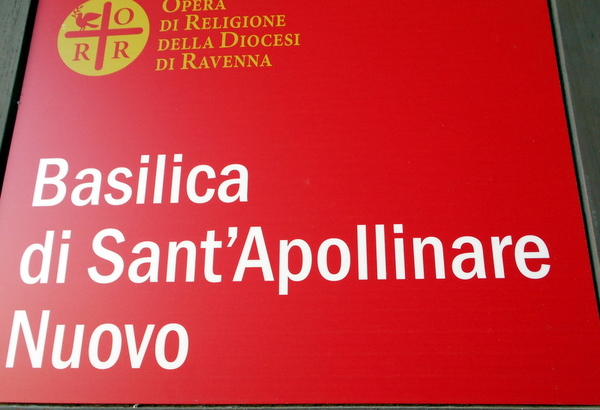 O
R R
OPERA
DI RELIGIONE
DELLA DIOCESI
DI RAVENNA
Basilica
di Sant'Apollinare
Nuovo